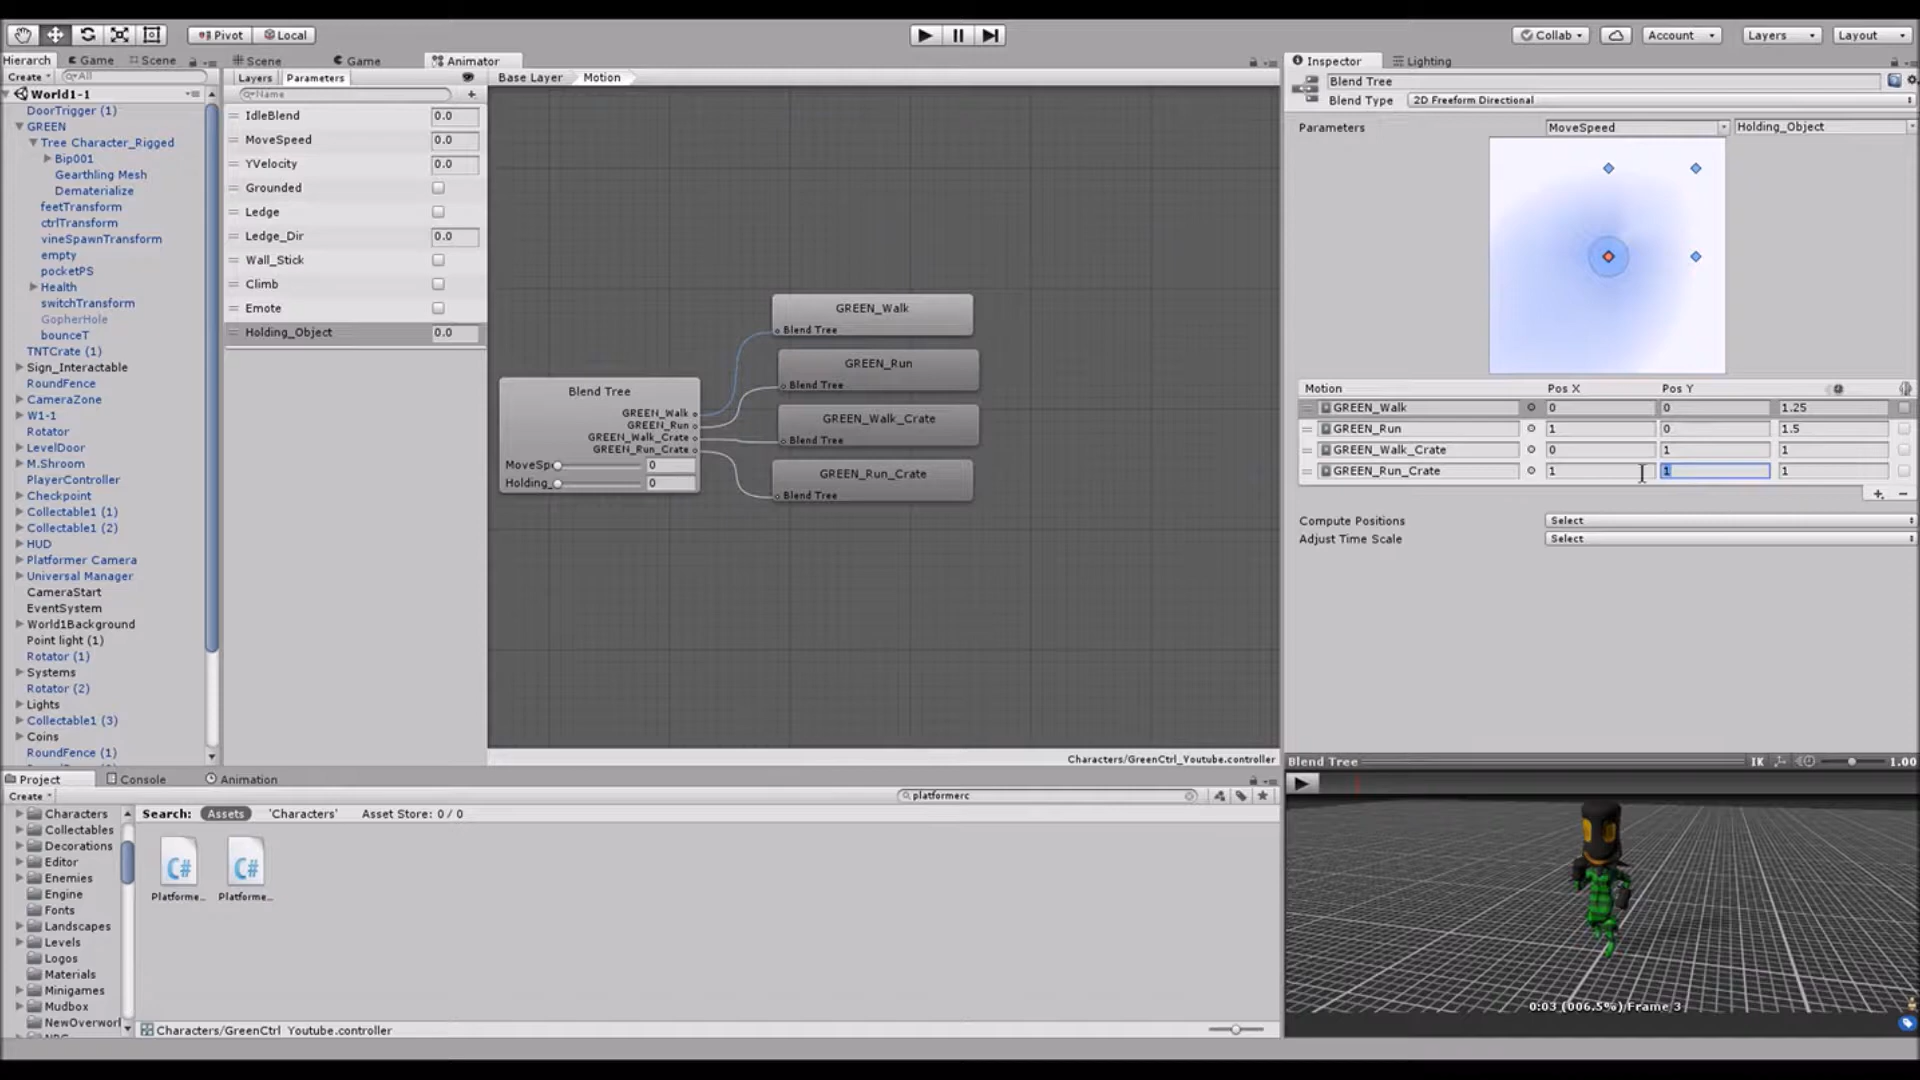 Pivot
Local
Collab
Account
Layers
Layout
Hierarch
Game
Scene
Create
All
World1-1
DoorTrigger (1)
GREEN
Tree Character_Rigged
Bip001
Gearthling Mesh
Dematerialize
feetTransform
ctrlTransform
vineSpawnTransform
empty
pocketPS
Health
switchTransform
GopherHole
bounceT
TNTCrate (1)
Sign_Interactable
RoundFence
CameraZone
W1-1
Rotator
LevelDoor
M.Shroom
PlayerController
Checkpoint
Collectable1 (1)
Collectable1 (2)
HUD
Platformer Camera
Universal Manager
CameraStart
EventSystem
World1Background
Point light (1)
Rotator (1)
Systems
Rotator (2)
Lights
Collectable1 (3)
Coins
RoundFence (1)
Scene
Game
Animator
Layers
Parameters
Name
IdleBlend 0.0
MoveSpeed 0.0
YVelocity 0.0
Grounded
Ledge
Ledge_Dir 0.0
Wall_Stick
Climb
Emote
Holding_Object 0.0
Base Layer
Motion
Blend Tree
GREEN_Walk
GREEN_Run
GREEN_Walk_Crate
GREEN_Run_Crate
MoveSp 0
Holding_ 0
GREEN_Walk
Blend Tree
GREEN_Run
Blend Tree
GREEN_Walk_Crate
Blend Tree
GREEN_Run_Crate
Blend Tree
Characters/GreenCtrl_Youtube.controller
Inspector
Lighting
Blend Tree
Blend Type 2D Freeform Directional
Parameters MoveSpeed Holding_Object
Motion Pos X Pos Y
GREEN_Walk 0 0 1.25
GREEN_Run 1 0 1.5
GREEN_Walk_Crate 0 1 1
GREEN_Run_Crate 1 1 1
Compute Positions Select
Adjust Time Scale Select
Blend Tree IK 1.00
0:03 (006.5%) Frame 3
Project
Console
Animation
Create
platformerc
Characters
Collectables
Decorations
Editor
Enemies
Engine
Fonts
Landscapes
Levels
Logos
Materials
Minigames
Mudbox
NewOverworl
Search: Assets 'Characters' Asset Store: 0 / 0
C#
C#
Platforme...
Platforme...
Characters/GreenCtrl_Youtube.controller